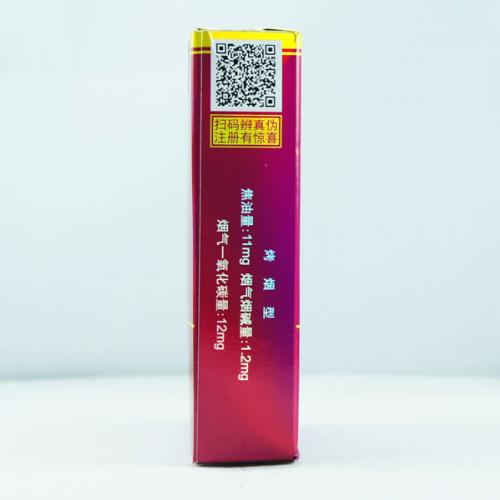 扫码辨真伪
注册有惊喜
烤烟型
焦油量:11mg 烟气烟碱量:1.2mg
烟气一氧化碳量:12mg